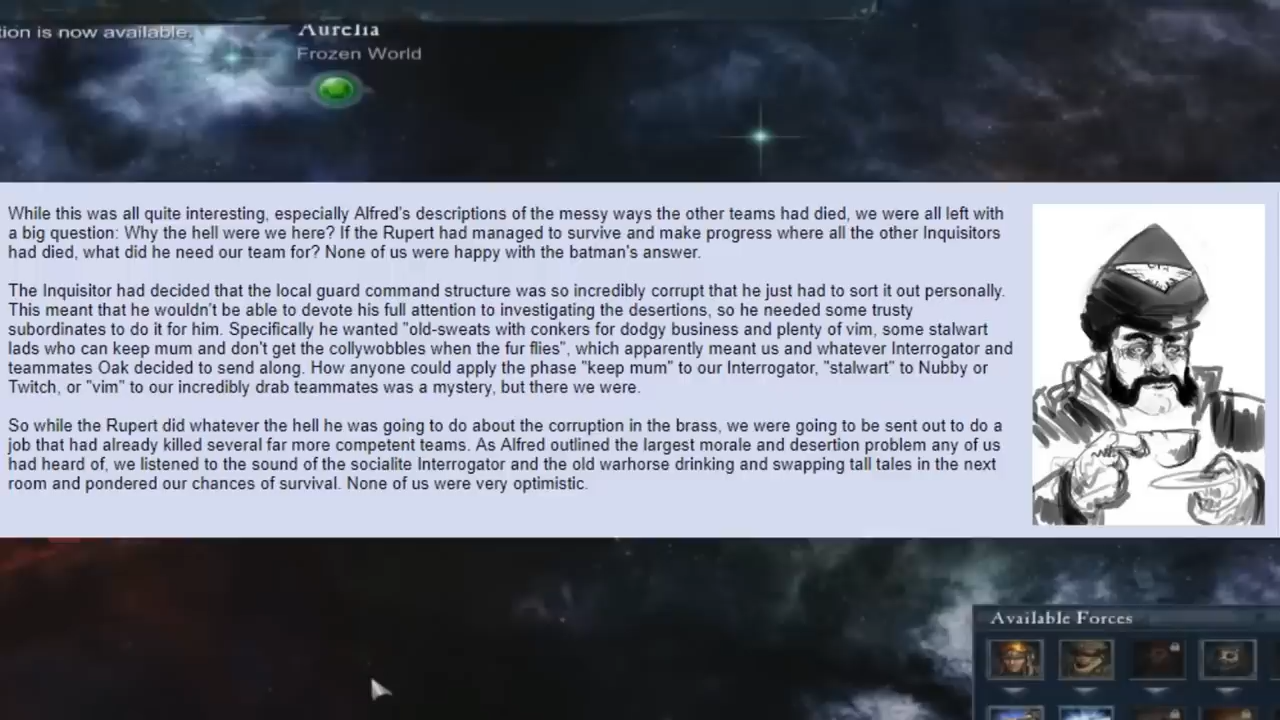 tion is now available.
Aurelia
Frozen World
While this was all quite interesting, especially Alfred's descriptions of the messy ways the other teams had died, we were all left with
a big question: Why the hell were we here? If the Rupert had managed to survive and make progress where all the other Inquisitors
had died, what did he need our team for? None of us were happy with the batman's answer.
The Inquisitor had decided that the local guard command structure was so incredibly corrupt that he just had to sort it out personally.
This meant that he wouldn't be able to devote his full attention to investigating the desertions, so he needed some trusty
subordinates to do it for him. Specifically he wanted "old-sweats with conkers for dodgy business and plenty of vim, some stalwart
lads who can keep mum and don't get the collywobbles when the fur flies", which apparently meant us and whatever Interrogator and
teammates Oak decided to send along. How anyone could apply the phase "keep mum" to our Interrogator, "stalwart" to Nubby or
Twitch, or "vim" to our incredibly drab teammates was a mystery, but there we were.
So while the Rupert did whatever the hell he was going to do about the corruption in the brass, we were going to be sent out to do a
job that had already killed several far more competent teams. As Alfred outlined the largest morale and desertion problem any of us
had heard of, we listened to the sound of the socialite Interrogator and the old warhorse drinking and swapping tall tales in the next
room and pondered our chances of survival. None of us were very optimistic.
Available Forces